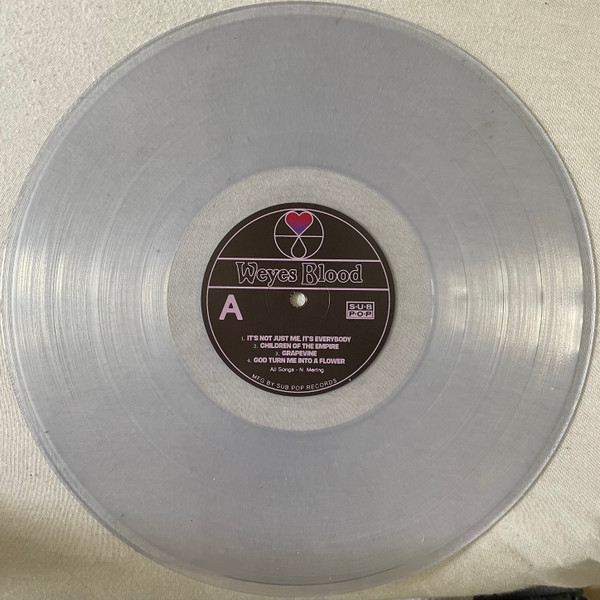 Weyes Blood
A
SUB
POP
1. IT'S NOT JUST ME, IT'S EVERYBODY
2. CHILDREN OF THE EMPIRE
3. GRAPEVINE
4. GOD TURN ME INTO A FLOWER
All Songs - N. Mering
MFG BY SUB POP RECORDS